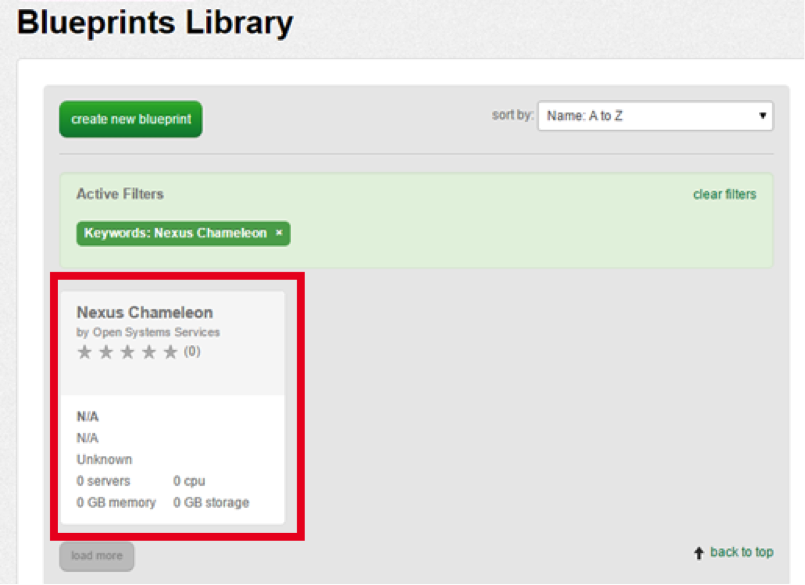 Blueprints Library
create new blueprint
sort by: Name: A to Z
Active Filters
clear filters
Keywords: Nexus Chameleon ×
Nexus Chameleon
by Open Systems Services
(0)
N/A
N/A
Unknown
0 servers 0 cpu
0 GB memory 0 GB storage
load more
back to top